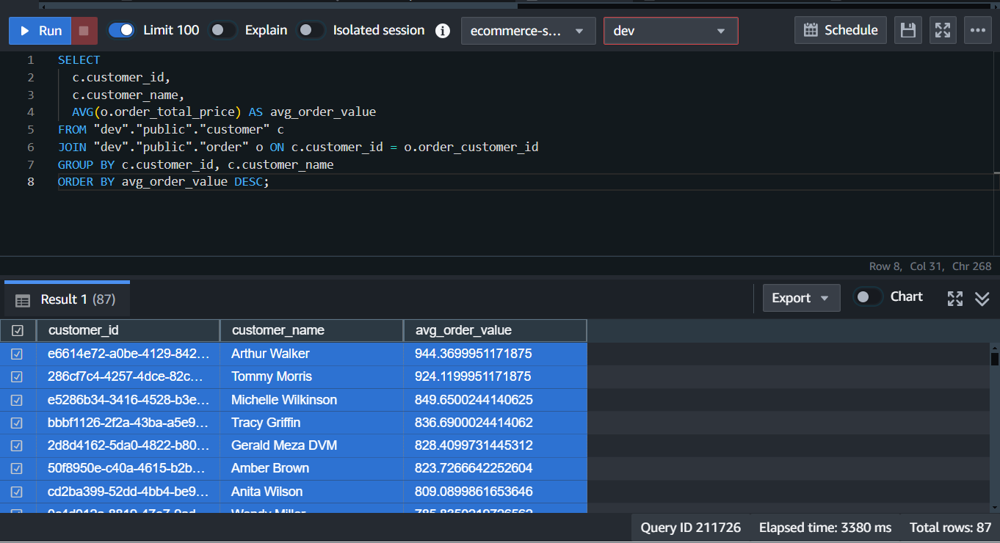 Run Limit 100 Explain Isolated session ecommerce-s... dev Schedule
1 SELECT
2 c.customer_id,
3 c.customer_name,
4 AVG(o.order_total_price) AS avg_order_value
5 FROM "dev"."public"."customer" c
6 JOIN "dev"."public"."order" o ON c.customer_id = o.order_customer_id
7 GROUP BY c.customer_id, c.customer_name
8 ORDER BY avg_order_value DESC;
Row 8, Col 31, Chr 268
Result 1 (87) Export Chart
customer_id customer_name avg_order_value
e6614e72-a0be-4129-842... Arthur Walker 944.3699951171875
286cf7c4-4257-4dce-82c... Tommy Morris 924.1199951171875
e5286b34-3416-4528-b3e... Michelle Wilkinson 849.6500244140625
bbbf1126-2f2a-43ba-a5e9... Tracy Griffin 836.6900024414062
2d8d4162-5da0-4822-b80... Gerald Meza DVM 828.4099731445312
50f8950e-c40a-4615-b2b... Amber Brown 823.7266642252604
cd2ba399-52dd-4bb4-be9... Anita Wilson 809.0899861653646
Query ID 211726 Elapsed time: 3380 ms Total rows: 87